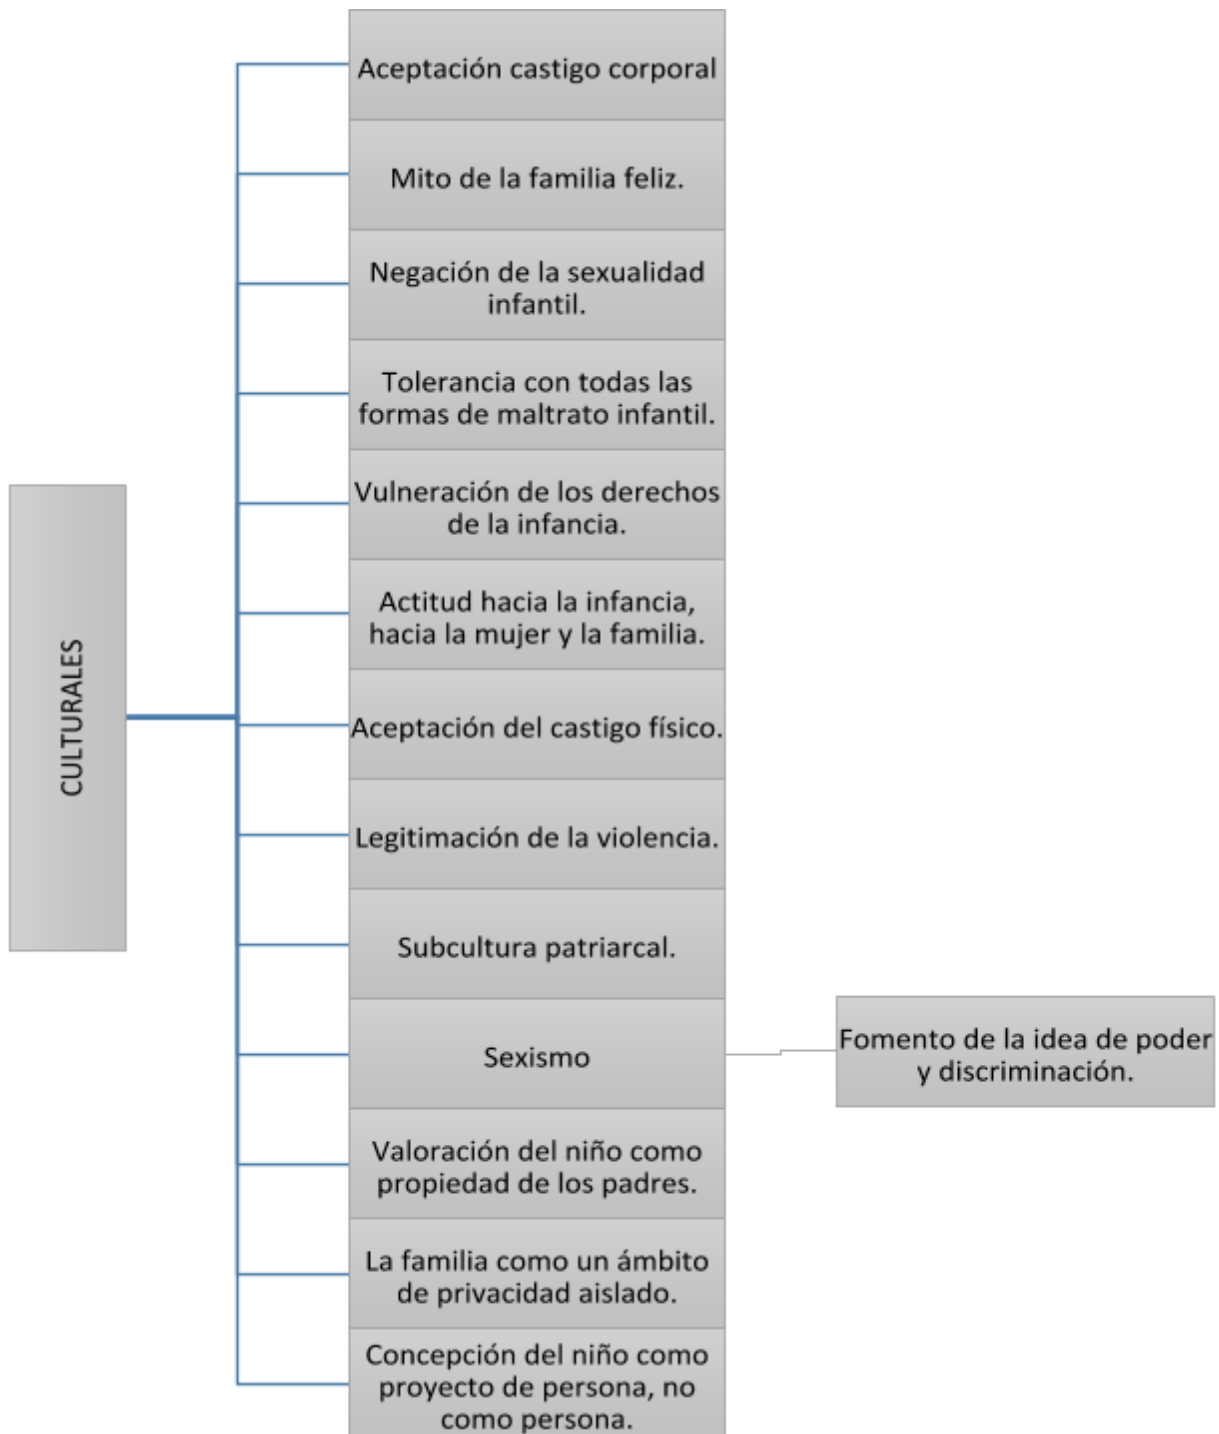 CULTURALES
Aceptación castigo corporal
Mito de la familia feliz.
Negación de la sexualidad
infantil.
Tolerancia con todas las
formas de maltrato infantil.
Vulneración de los derechos
de la infancia.
Actitud hacia la infancia,
hacia la mujer y la familia.
Aceptación del castigo físico.
Legitimación de la violencia.
Subcultura patriarcal.
Sexismo
Fomento de la idea de poder
y discriminación.
Valoración del niño como
propiedad de los padres.
La familia como un ámbito
de privacidad aislado.
Concepción del niño como
proyecto de persona, no
como persona.